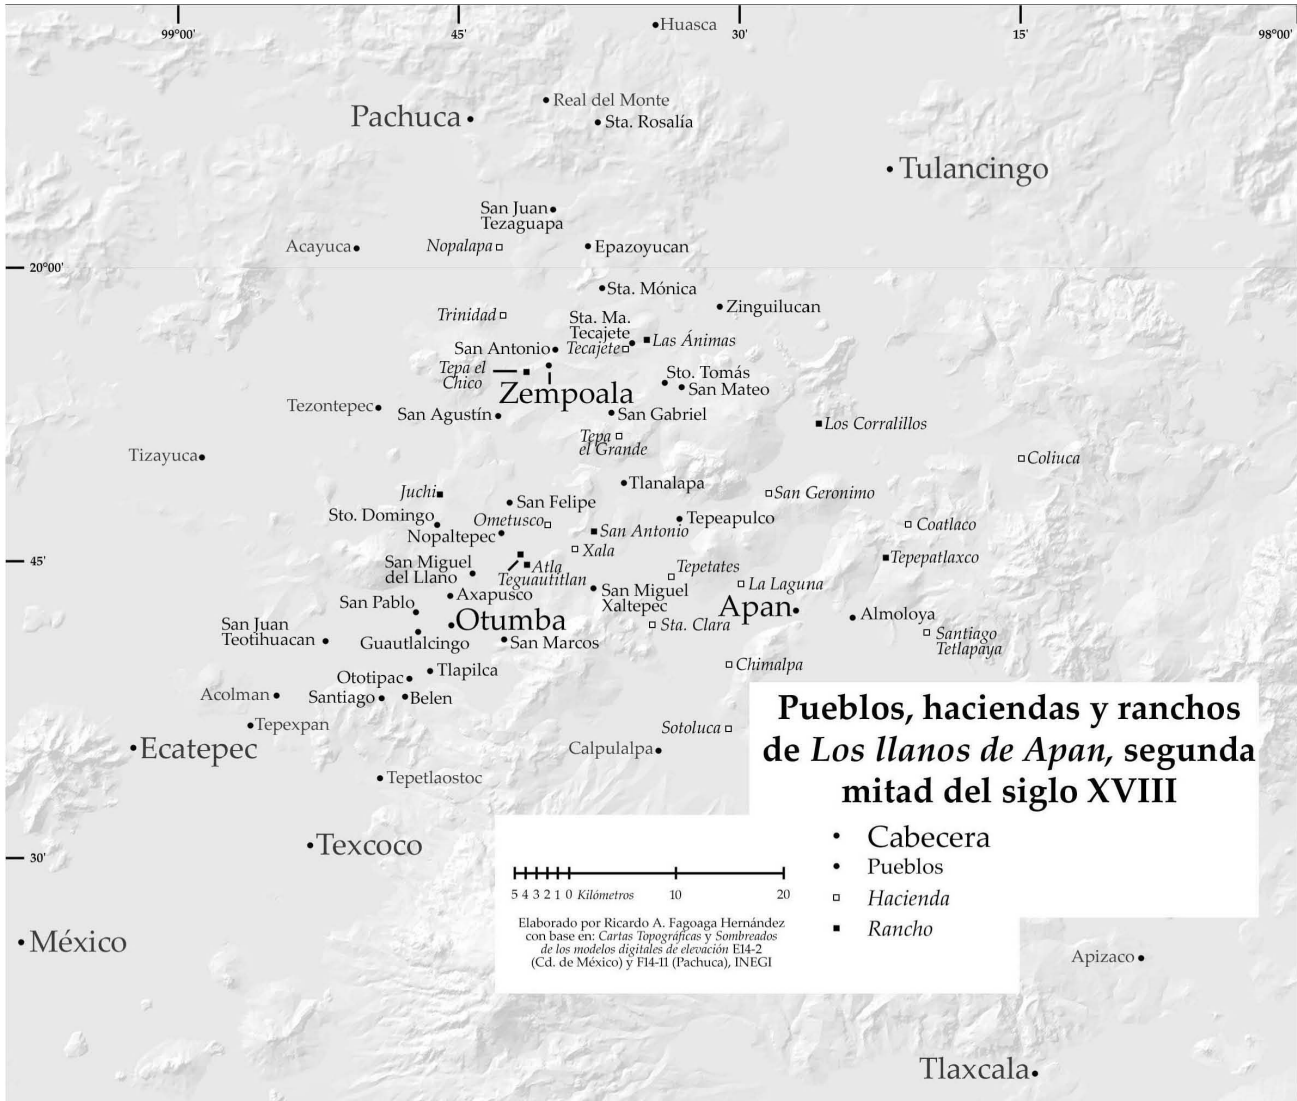 Huasca
99°00'
45'
30'
15'
98°00'
Real del Monte
Pachuca
Sta. Rosalía
Tulancingo
San Juan
Tezaguapa
Acayuca
Nopalapa
Epazoyucan
20°00'
Sta. Mónica
Zinguilucan
Trinidad
Sta. Ma.
Tecajete
Las Ánimas
San Antonio
Tecajete
Tepa el
Chico
Sto. Tomás
San Mateo
Zempoala
Tezontepec
San Agustín
San Gabriel
Los Corralillos
Tepa
el Grande
Tizayuca
Coliuca
Tlanalapa
Juchi
San Geronimo
San Felipe
Sto. Domingo
Ometusco
Tepeapulco
Coatlaco
Nopaltepec
San Antonio
Xala
Tepepatlaxco
45'
San Miguel
del Llano
Atla
Teguautitlan
Tepetates
La Laguna
Axapusco
San Miguel
Xaltepec
San Pablo
Apan
Almoloya
Otumba
San Juan
Teotihuacan
Sta. Clara
Santiago
Tetlapaya
Guautlalcingo
San Marcos
Chimalpa
Tlapilca
Ototipac
Acolman
Santiago
Belen
Tepexpan
Sotoluca
Ecatepec
Calpulalpa
Tepetlaostoc
Pueblos, haciendas y ranchos
de Los llanos de Apan, segunda
mitad del siglo XVIII
Cabecera
Pueblos
Hacienda
Rancho
Texcoco
30'
5 4 3 2 1 0 Kilómetros 10 20
Elaborado por Ricardo A. Fagoaga Hernández
con base en: Cartas Topográficas y Sombreados
de los modelos digitales de elevación E14-2
(Cd. de México) y F14-11 (Pachuca), INEGI
México
Apizaco
Tlaxcala